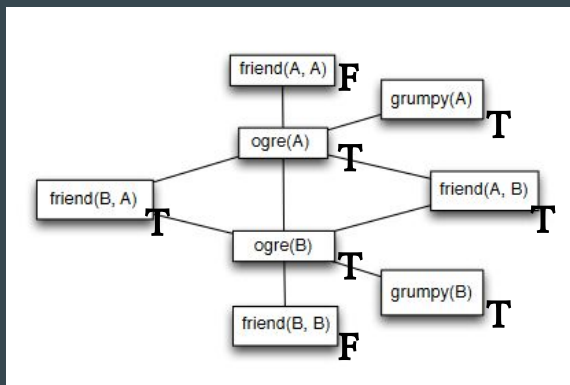 friend(A, A) F
grumpy(A) T
ogre(A) T
friend(B, A) T
friend(A, B) T
ogre(B) T
grumpy(B) T
friend(B, B) F